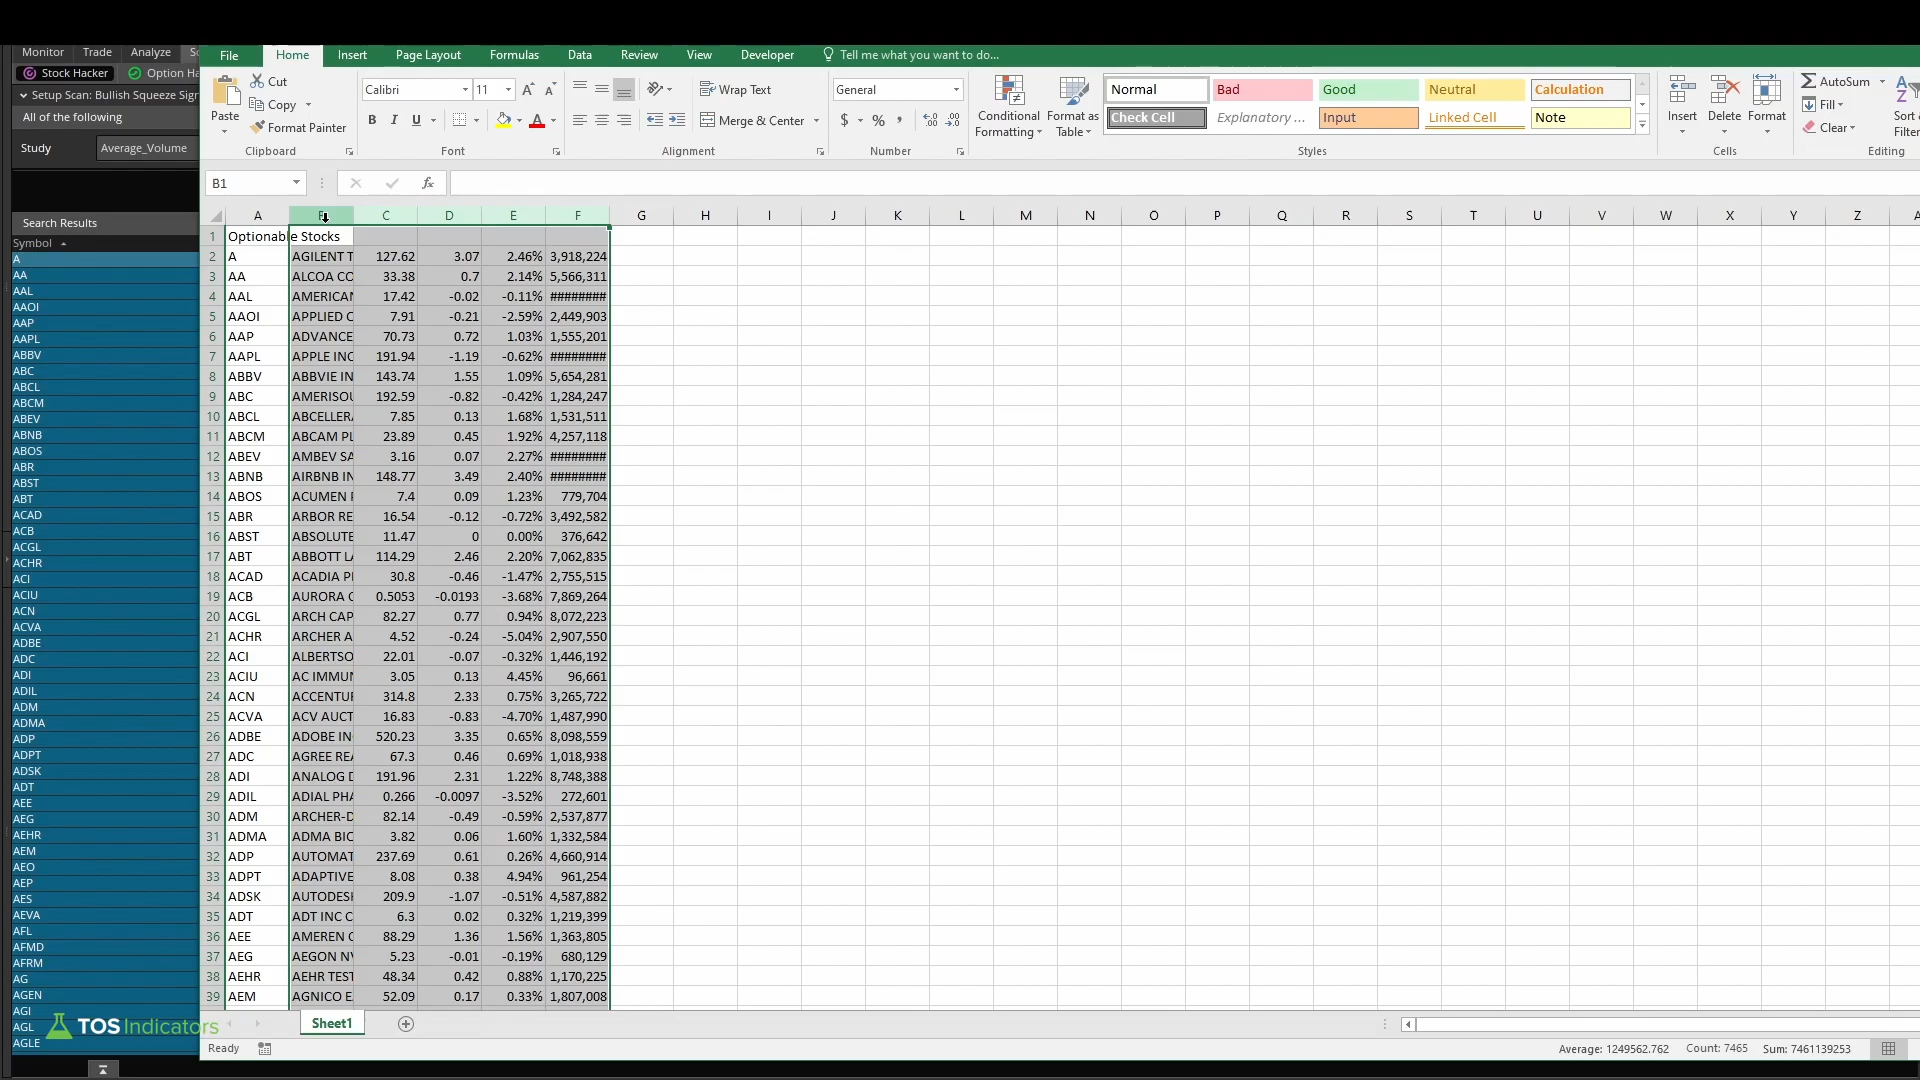 Monitor Trade Analyze
Stock Hacker Option Ha
Setup Scan: Bullish Squeeze Sign
All of the following
Study Average_Volume
Search Results
Symbol
A
AA
AAL
AAOI
AAP
AAPL
ABBV
ABC
ABCL
ABCM
ABEV
ABNB
ABOS
ABR
ABST
ABT
ACAD
ACB
ACGL
ACHR
ACI
ACIU
ACN
ACVA
ADBE
ADC
ADI
ADIL
ADM
ADMA
ADP
ADPT
ADSK
ADT
AEE
AEG
AEHR
AEM
AEO
AEP
AES
AEVA
AFL
AFMD
AFRM
AG
AGEN
AGI
AGL
AGLE
TOS Indicators
File Home Insert Page Layout Formulas Data Review View Developer Tell me what you want to do...
Paste
Cut
Copy
Format Painter
Clipboard
Calibri 11
B I U A
Font
Wrap Text
Merge & Center
Alignment
General
$ % ,
Number
Conditional Formatting
Format as Table
Normal Bad Good Neutral Calculation
Check Cell Explanatory ... Input Linked Cell Note
Styles
Insert Delete Format
Cells
AutoSum
Fill
Clear
Sort &
Filter
Editing
B1 fx
A C D E F G H I J K L M N O P Q R S T U V W X Y Z
1 Optionable Stocks
2 A AGILENT T 127.62 3.07 2.46% 3,918,224
3 AA ALCOA CO 33.38 0.7 2.14% 5,566,311
4 AAL AMERICAN 17.42 -0.02 -0.11% ########
5 AAOI APPLIED O 7.91 -0.21 -2.59% 2,449,903
6 AAP ADVANCE 70.73 0.72 1.03% 1,555,201
7 AAPL APPLE INC 191.94 -1.19 -0.62% ########
8 ABBV ABBVIE IN 143.74 1.55 1.09% 5,654,281
9 ABC AMERISOU 192.59 -0.82 -0.42% 1,284,247
10 ABCL ABCELLERA 7.85 0.13 1.68% 1,531,511
11 ABCM ABCAM PL 23.89 0.45 1.92% 4,257,118
12 ABEV AMBEV SA 3.16 0.07 2.27% ########
13 ABNB AIRBNB IN 148.77 3.49 2.40% ########
14 ABOS ACUMEN P 7.4 0.09 1.23% 779,704
15 ABR ARBOR RE 16.54 -0.12 -0.72% 3,492,582
16 ABST ABSOLUTE 11.47 0 0.00% 376,642
17 ABT ABBOTT LA 114.29 2.46 2.20% 7,062,835
18 ACAD ACADIA PI 30.8 -0.46 -1.47% 2,755,515
19 ACB AURORA C 0.5053 -0.0193 -3.68% 7,869,264
20 ACGL ARCH CAP 82.27 0.77 0.94% 8,072,223
21 ACHR ARCHER A 4.52 -0.24 -5.04% 2,907,550
22 ACI ALBERTSO 22.01 -0.07 -0.32% 1,446,192
23 ACIU AC IMMUN 3.05 0.13 4.45% 96,661
24 ACN ACCENTUR 314.8 2.33 0.75% 3,265,722
25 ACVA ACV AUCT 16.83 -0.83 -4.70% 1,487,990
26 ADBE ADOBE IN 520.23 3.35 0.65% 8,098,559
27 ADC AGREE REA 67.3 0.46 0.69% 1,018,938
28 ADI ANALOG D 191.96 2.31 1.22% 8,748,388
29 ADIL ADIAL PHA 0.266 -0.0097 -3.52% 272,601
30 ADM ARCHER-D 82.14 -0.49 -0.59% 2,537,877
31 ADMA ADMA BIO 3.82 0.06 1.60% 1,332,584
32 ADP AUTOMAT 237.69 0.61 0.26% 4,660,914
33 ADPT ADAPTIVE 8.08 0.38 4.94% 961,254
34 ADSK AUTODESK 209.9 -1.07 -0.51% 4,587,882
35 ADT ADT INC C 6.3 0.02 0.32% 1,219,399
36 AEE AMEREN C 88.29 1.36 1.56% 1,363,805
37 AEG AEGON NV 5.23 -0.01 -0.19% 680,129
38 AEHR AEHR TEST 48.34 0.42 0.88% 1,170,225
39 AEM AGNICO E 52.09 0.17 0.33% 1,807,008
Sheet1
Ready Average: 1249562.762 Count: 7465 Sum: 7461139253